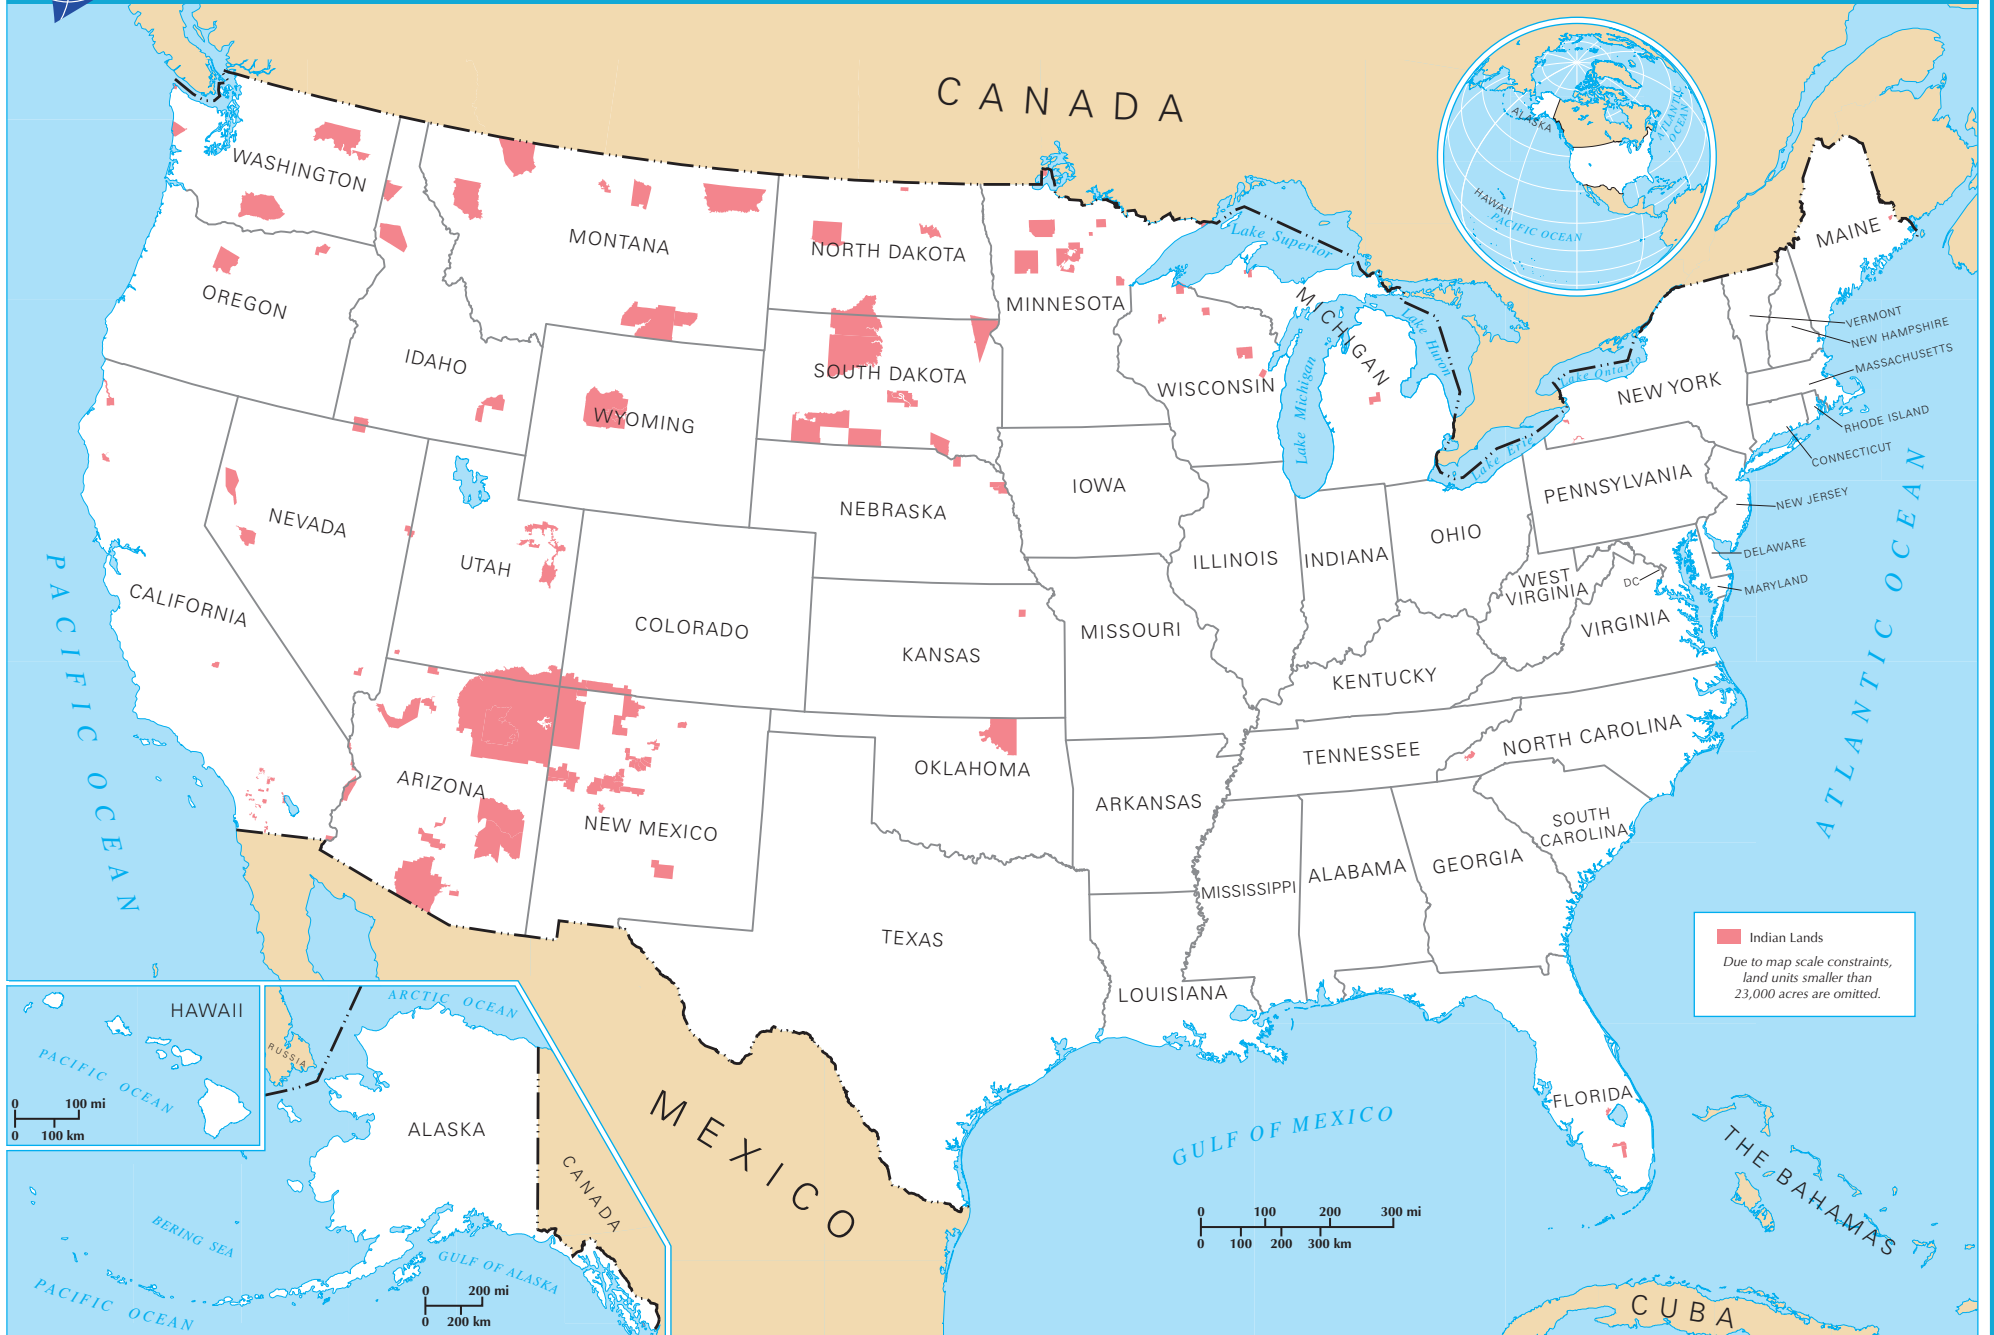 CANADA
ALASKA
ATLANTIC
OCEAN
HAWAII
PACIFIC OCEAN
WASHINGTON
MONTANA
NORTH DAKOTA
MINNESOTA
Lake Superior
MICHIGAN
MAINE
OREGON
IDAHO
WYOMING
SOUTH DAKOTA
WISCONSIN
Lake Michigan
Lake Huron
Lake Ontario
Lake Erie
NEW YORK
VERMONT
NEW HAMPSHIRE
MASSACHUSETTS
RHODE ISLAND
CONNECTICUT
NEW JERSEY
DELAWARE
MARYLAND
DC
NEVADA
UTAH
NEBRASKA
IOWA
ILLINOIS
INDIANA
OHIO
PENNSYLVANIA
WEST
VIRGINIA
VIRGINIA
CALIFORNIA
COLORADO
KANSAS
MISSOURI
KENTUCKY
PACIFIC OCEAN
ATLANTIC OCEAN
ARIZONA
NEW MEXICO
OKLAHOMA
ARKANSAS
TENNESSEE
NORTH CAROLINA
SOUTH
CAROLINA
TEXAS
LOUISIANA
MISSISSIPPI
ALABAMA
GEORGIA
FLORIDA
Indian Lands
Due to map scale constraints,
land units smaller than
23,000 acres are omitted.
HAWAII
PACIFIC OCEAN
0 100 mi
0 100 km
ARCTIC OCEAN
RUSSIA
ALASKA
CANADA
BERING SEA
GULF OF ALASKA
PACIFIC OCEAN
0 200 mi
0 200 km
MEXICO
GULF OF MEXICO
0 100 200 300 mi
0 100 200 300 km
THE BAHAMAS
CUBA